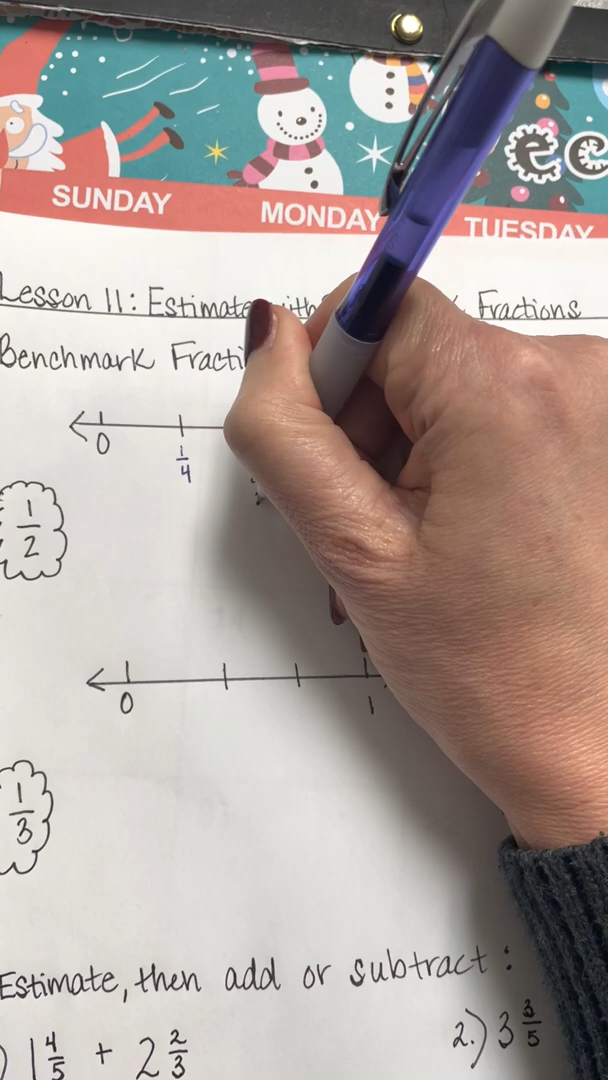 SUNDAY MONDAY TUESDAY
Lesson 11: Estimate with Fractions
Benchmark
0 1/4
1/2
0 1
1/3
Estimate, then add or subtract:
) 1 4/5 + 2 2/3 2.) 3 3/5